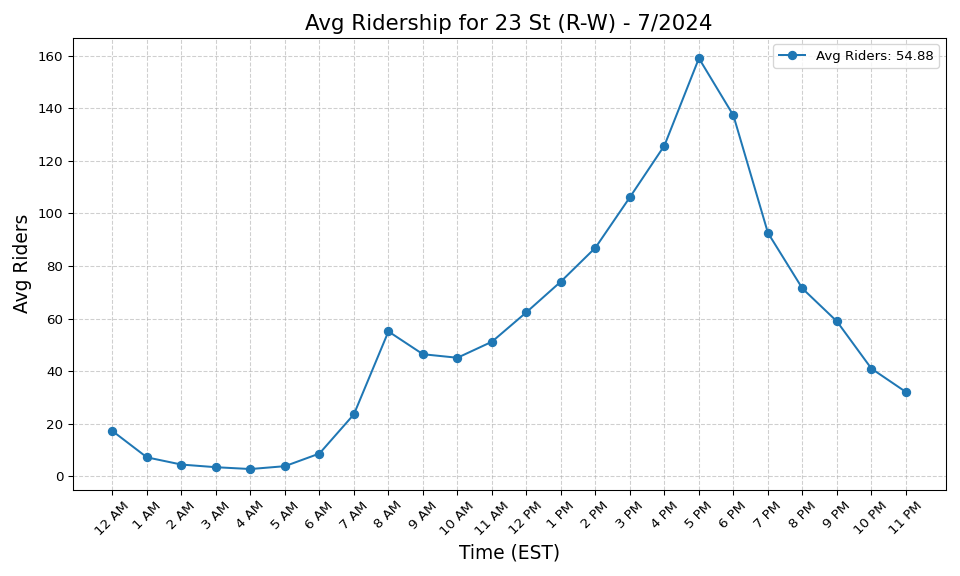 Avg Ridership for 23 St (R-W) - 7/2024
Avg Riders: 54.88
Avg Riders
160
140
120
100
80
60
40
20
0
12 AM
1 AM
2 AM
3 AM
4 AM
5 AM
6 AM
7 AM
8 AM
9 AM
10 AM
11 AM
12 PM
1 PM
2 PM
3 PM
4 PM
5 PM
6 PM
7 PM
8 PM
9 PM
10 PM
11 PM
Time (EST)